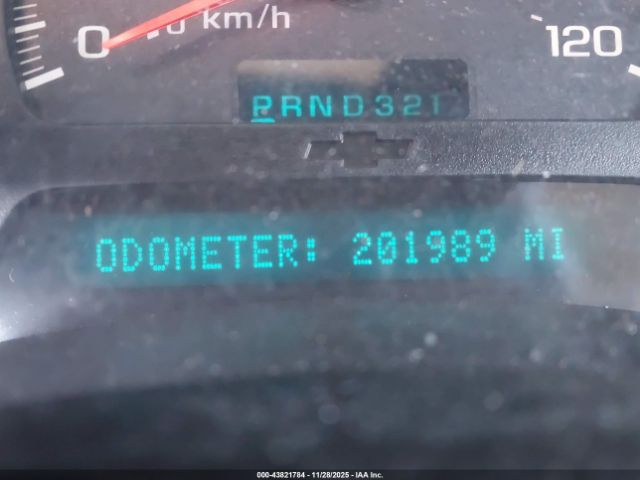 0 km/h 120
PRND321
ODOMETER: 201989 MI
000-43821784 - 11/28/2025 - IAA Inc.